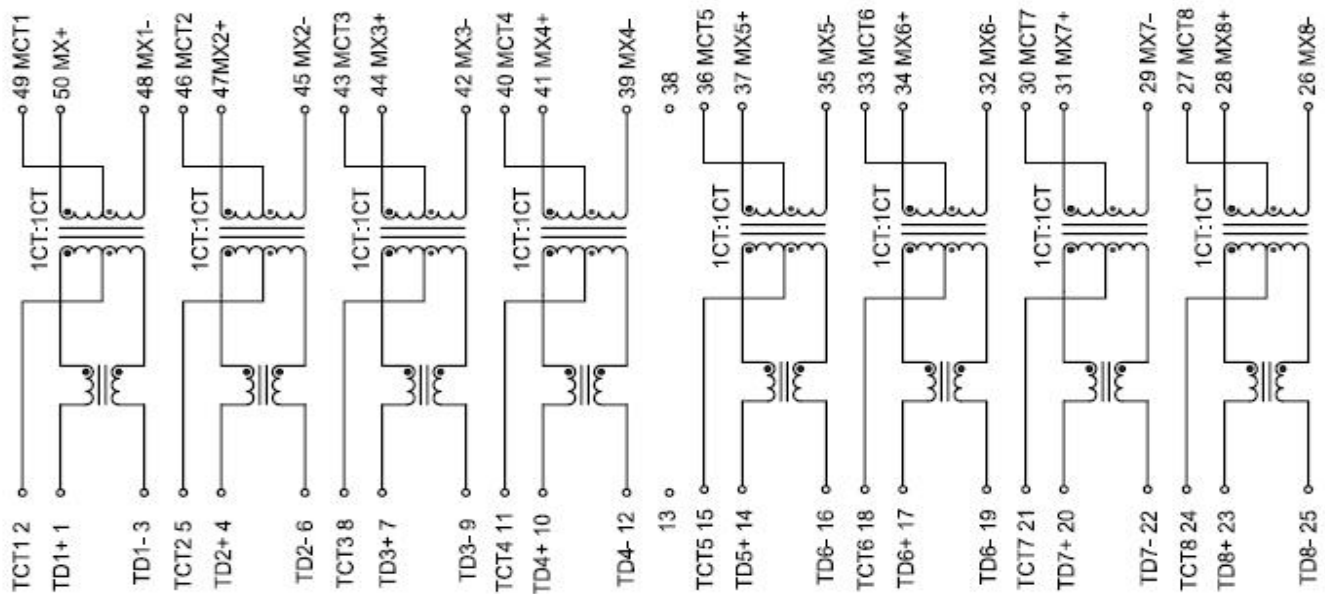 49 MCT1
50 MX+
48 MX1-
46 MCT2
47MX2+
45 MX2-
43 MCT3
44 MX3+
42 MX3-
40 MCT4
41 MX4+
39 MX4-
38
36 MCT5
37 MX5+
35 MX5-
33 MCT6
34 MX6+
32 MX6-
30 MCT7
31 MX7+
29 MX7-
27 MCT8
28 MX8+
26 MX8-
1CT:1CT
1CT:1CT
1CT:1CT
1CT:1CT
1CT:1CT
1CT:1CT
1CT:1CT
1CT:1CT
TCT1 2
TD1+ 1
TD1- 3
TCT2 5
TD2+ 4
TD2- 6
TCT3 8
TD3+ 7
TD3- 9
TCT4 11
TD4+ 10
TD4- 12
13
TCT5 15
TD5+ 14
TD6- 16
TCT6 18
TD6+ 17
TD6- 19
TCT7 21
TD7+ 20
TD7- 22
TCT8 24
TD8+ 23
TD8- 25